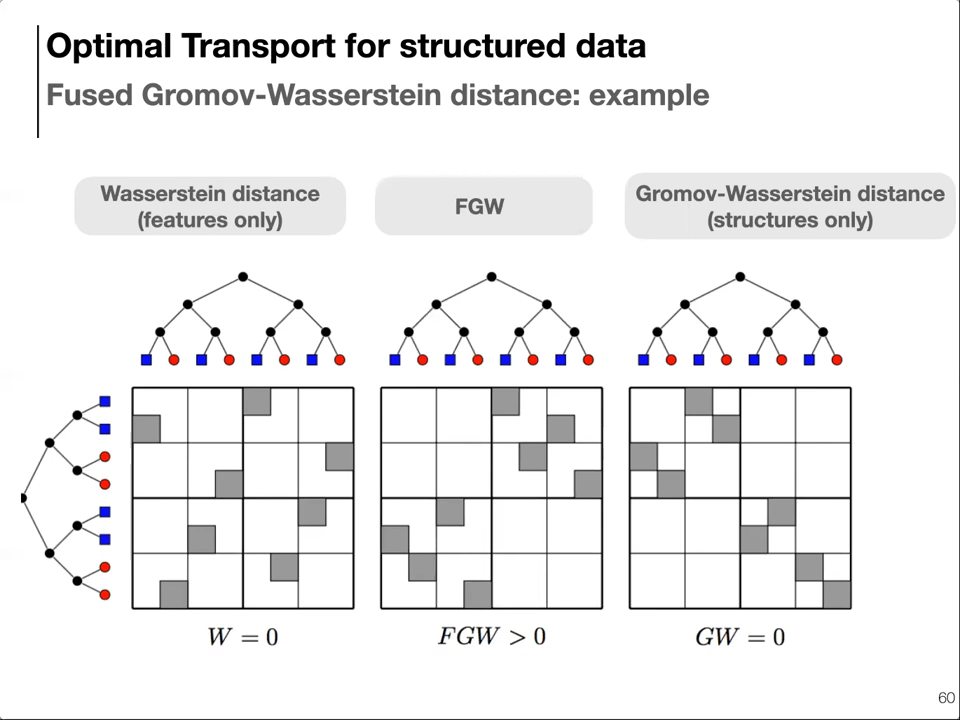 Optimal Transport for structured data
Fused Gromov-Wasserstein distance: example
Wasserstein distance
(features only)
FGW
Gromov-Wasserstein distance
(structures only)
W = 0
FGW > 0
GW = 0
60